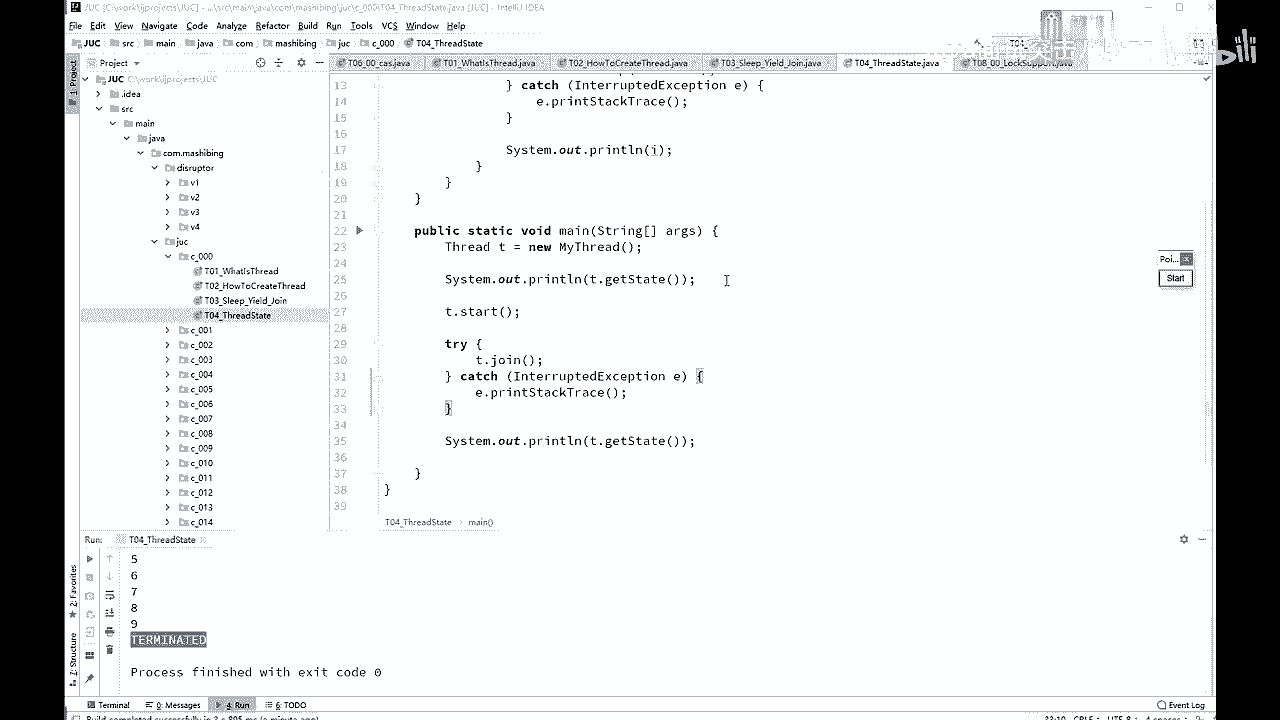 JUC [C:\work\ijprojects\JUC] - ...\src\main\java\com\mashibing\juc\c_000\T04_ThreadState.java [JUC] - IntelliJ IDEA
File Edit View Navigate Code Analyze Refactor Build Run Tools VCS Window Help
JUC src main java com mashibing juc c_000 T04_ThreadState
bili
Project
T06_00_cas.java T01_WhatIsThread.java T02_HowToCreateThread.java T03_Sleep_Yield_Join.java T04_ThreadState.java
1: Project
JUC C:\work\ijprojects\JUC
.idea
src
main
java
com.mashibing
disruptor
v1
v2
v3
v4
juc
c_000
T01_WhatIsThread
T02_HowToCreateThread
T03_Sleep_Yield_Join
T04_ThreadState
c_001
c_002
c_003
c_004
c_005
c_006
c_007
c_008
c_009
c_010
c_011
c_012
c_013
c_014
13 } catch (InterruptedException e) {
14 e.printStackTrace();
15 }
16
17 System.out.println(i);
18 }
19 }
20 }
21
22 public static void main(String[] args) {
23 Thread t = new MyThread();
24
25 System.out.println(t.getState());
26
27 t.start();
28
29 try {
30 t.join();
31 } catch (InterruptedException e) {
32 e.printStackTrace();
33 }
34
35 System.out.println(t.getState());
36
37 }
38 }
39
T04_ThreadState main()
Poi...
Start
Run: T04_ThreadState
5
6
7
8
9
TERMINATED
Process finished with exit code 0
2: Favorites
7: Structure
Terminal 0: Messages 4: Run 6: TODO
Event Log